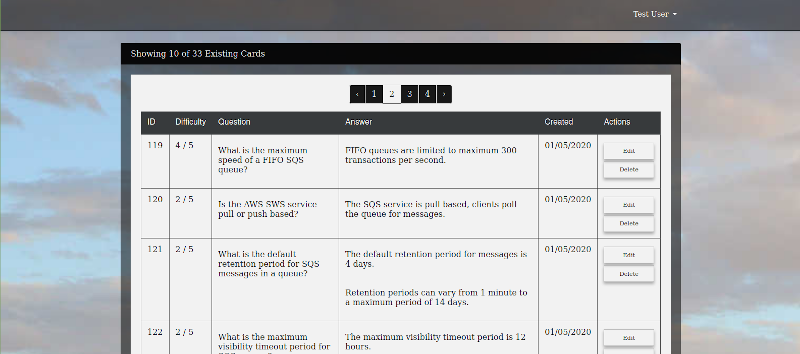 Test User
Showing 10 of 33 Existing Cards
‹ 1 2 3 4 ›
ID Difficulty Question Answer Created Actions
119 4 / 5 What is the maximum speed of a FIFO SQS queue? FIFO queues are limited to maximum 300 transactions per second. 01/05/2020 Edit Delete
120 2 / 5 Is the AWS SWS service pull or push based? The SQS service is pull based, clients poll the queue for messages. 01/05/2020 Edit Delete
121 2 / 5 What is the default retention period for SQS messages in a queue? The default retention period for messages is 4 days. Retention periods can vary from 1 minute to a maximum period of 14 days. 01/05/2020 Edit Delete
122 2 / 5 What is the maximum visibility timeout period for The maximum visibility timeout period is 12 hours. 01/05/2020 Edit